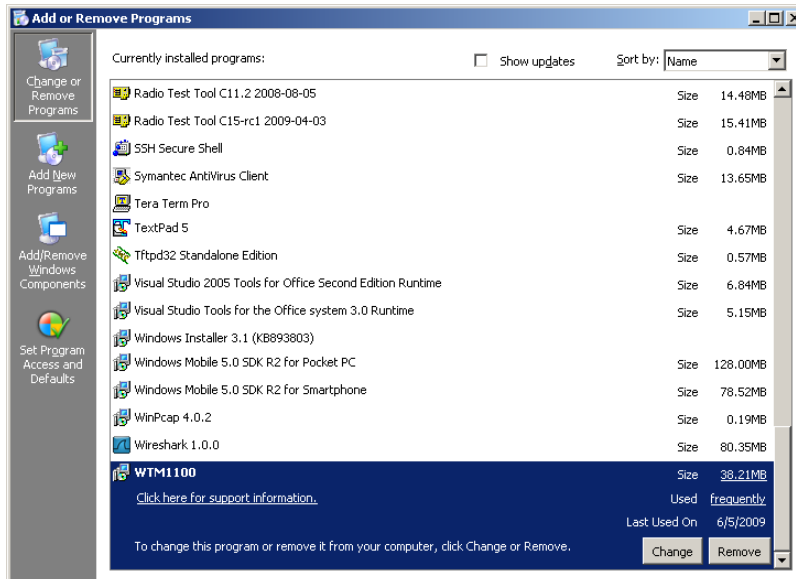 Add or Remove Programs
Change or
Remove
Programs
Add New
Programs
Add/Remove
Windows
Components
Set Program
Access and
Defaults
Currently installed programs:
Show updates
Sort by: Name
Radio Test Tool C11.2 2008-08-05 Size 14.48MB
Radio Test Tool C15-rc1 2009-04-03 Size 15.41MB
SSH Secure Shell Size 0.84MB
Symantec AntiVirus Client Size 13.65MB
Tera Term Pro
TextPad 5 Size 4.67MB
Tftpd32 Standalone Edition Size 0.57MB
Visual Studio 2005 Tools for Office Second Edition Runtime Size 6.84MB
Visual Studio Tools for the Office system 3.0 Runtime Size 5.15MB
Windows Installer 3.1 (KB893803)
Windows Mobile 5.0 SDK R2 for Pocket PC Size 128.00MB
Windows Mobile 5.0 SDK R2 for Smartphone Size 78.52MB
WinPcap 4.0.2 Size 0.19MB
Wireshark 1.0.0 Size 80.35MB
WTM1100 Size 38.21MB
Click here for support information. Used frequently
Last Used On 6/5/2009
To change this program or remove it from your computer, click Change or Remove. Change Remove